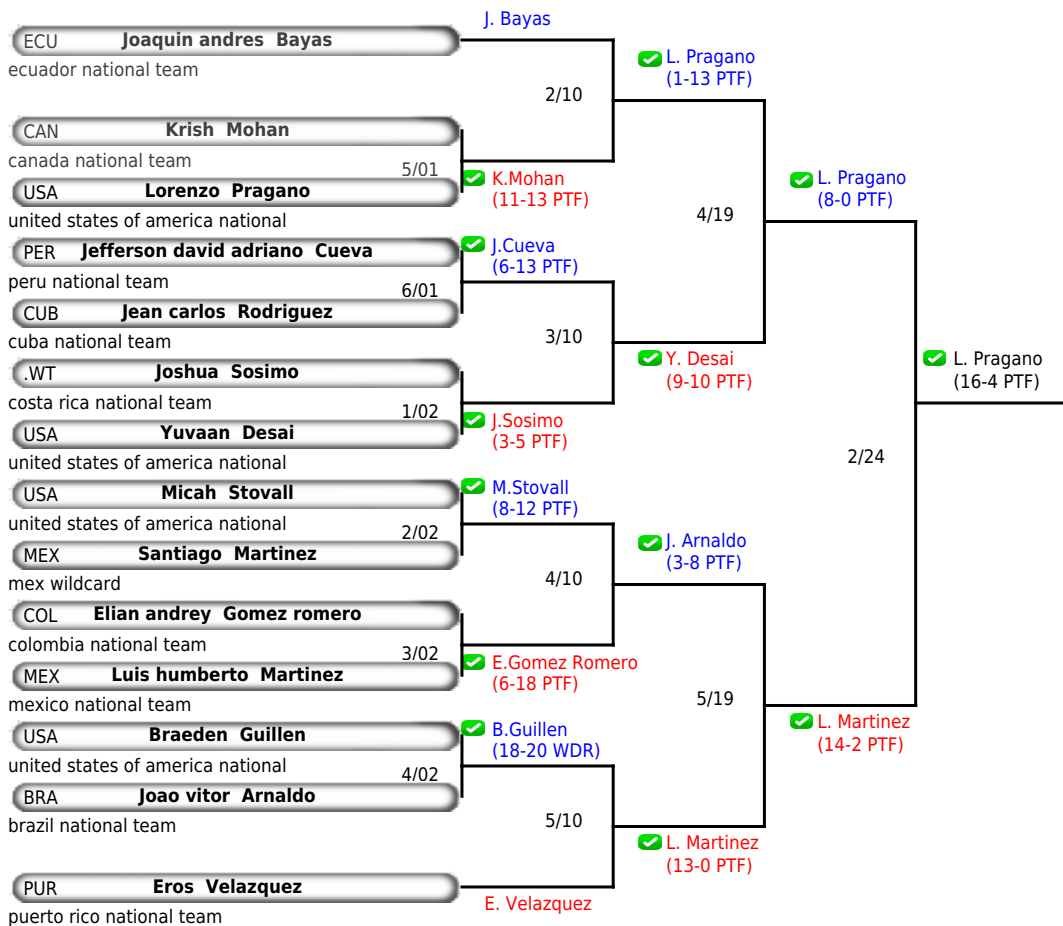 J. Bayas
ECU Joaquin andres Bayas
ecuador national team
L. Pragano
(1-13 PTF)
2/10
CAN Krish Mohan
canada national team
5/01
K.Mohan
(11-13 PTF)
USA Lorenzo Pragano
united states of america national
L. Pragano
(8-0 PTF)
4/19
PER Jefferson david adriano Cueva
peru national team
J.Cueva
(6-13 PTF)
6/01
CUB Jean carlos Rodriguez
cuba national team
3/10
Y. Desai
(9-10 PTF)
L. Pragano
(16-4 PTF)
.WT Joshua Sosimo
costa rica national team
1/02
J.Sosimo
(3-5 PTF)
USA Yuvaan Desai
united states of america national
2/24
USA Micah Stovall
united states of america national
M.Stovall
(8-12 PTF)
2/02
MEX Santiago Martinez
mex wildcard
J. Arnaldo
(3-8 PTF)
4/10
COL Elian andrey Gomez romero
colombia national team
3/02
E.Gomez Romero
(6-18 PTF)
MEX Luis humberto Martinez
mexico national team
5/19
L. Martinez
(14-2 PTF)
USA Braeden Guillen
united states of america national
B.Guillen
(18-20 WDR)
4/02
BRA Joao vitor Arnaldo
brazil national team
5/10
L. Martinez
(13-0 PTF)
PUR Eros Velazquez
puerto rico national team
E. Velazquez